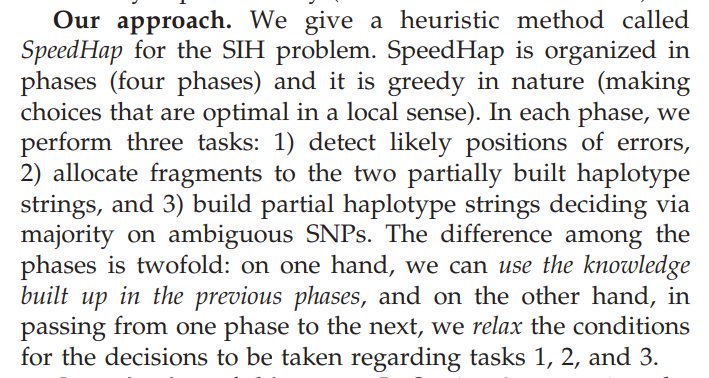 Our approach. We give a heuristic method called
SpeedHap for the SIH problem. SpeedHap is organized in
phases (four phases) and it is greedy in nature (making
choices that are optimal in a local sense). In each phase, we
perform three tasks: 1) detect likely positions of errors,
2) allocate fragments to the two partially built haplotype
strings, and 3) build partial haplotype strings deciding via
majority on ambiguous SNPs. The difference among the
phases is twofold: on one hand, we can use the knowledge
built up in the previous phases, and on the other hand, in
passing from one phase to the next, we relax the conditions
for the decisions to be taken regarding tasks 1, 2, and 3.